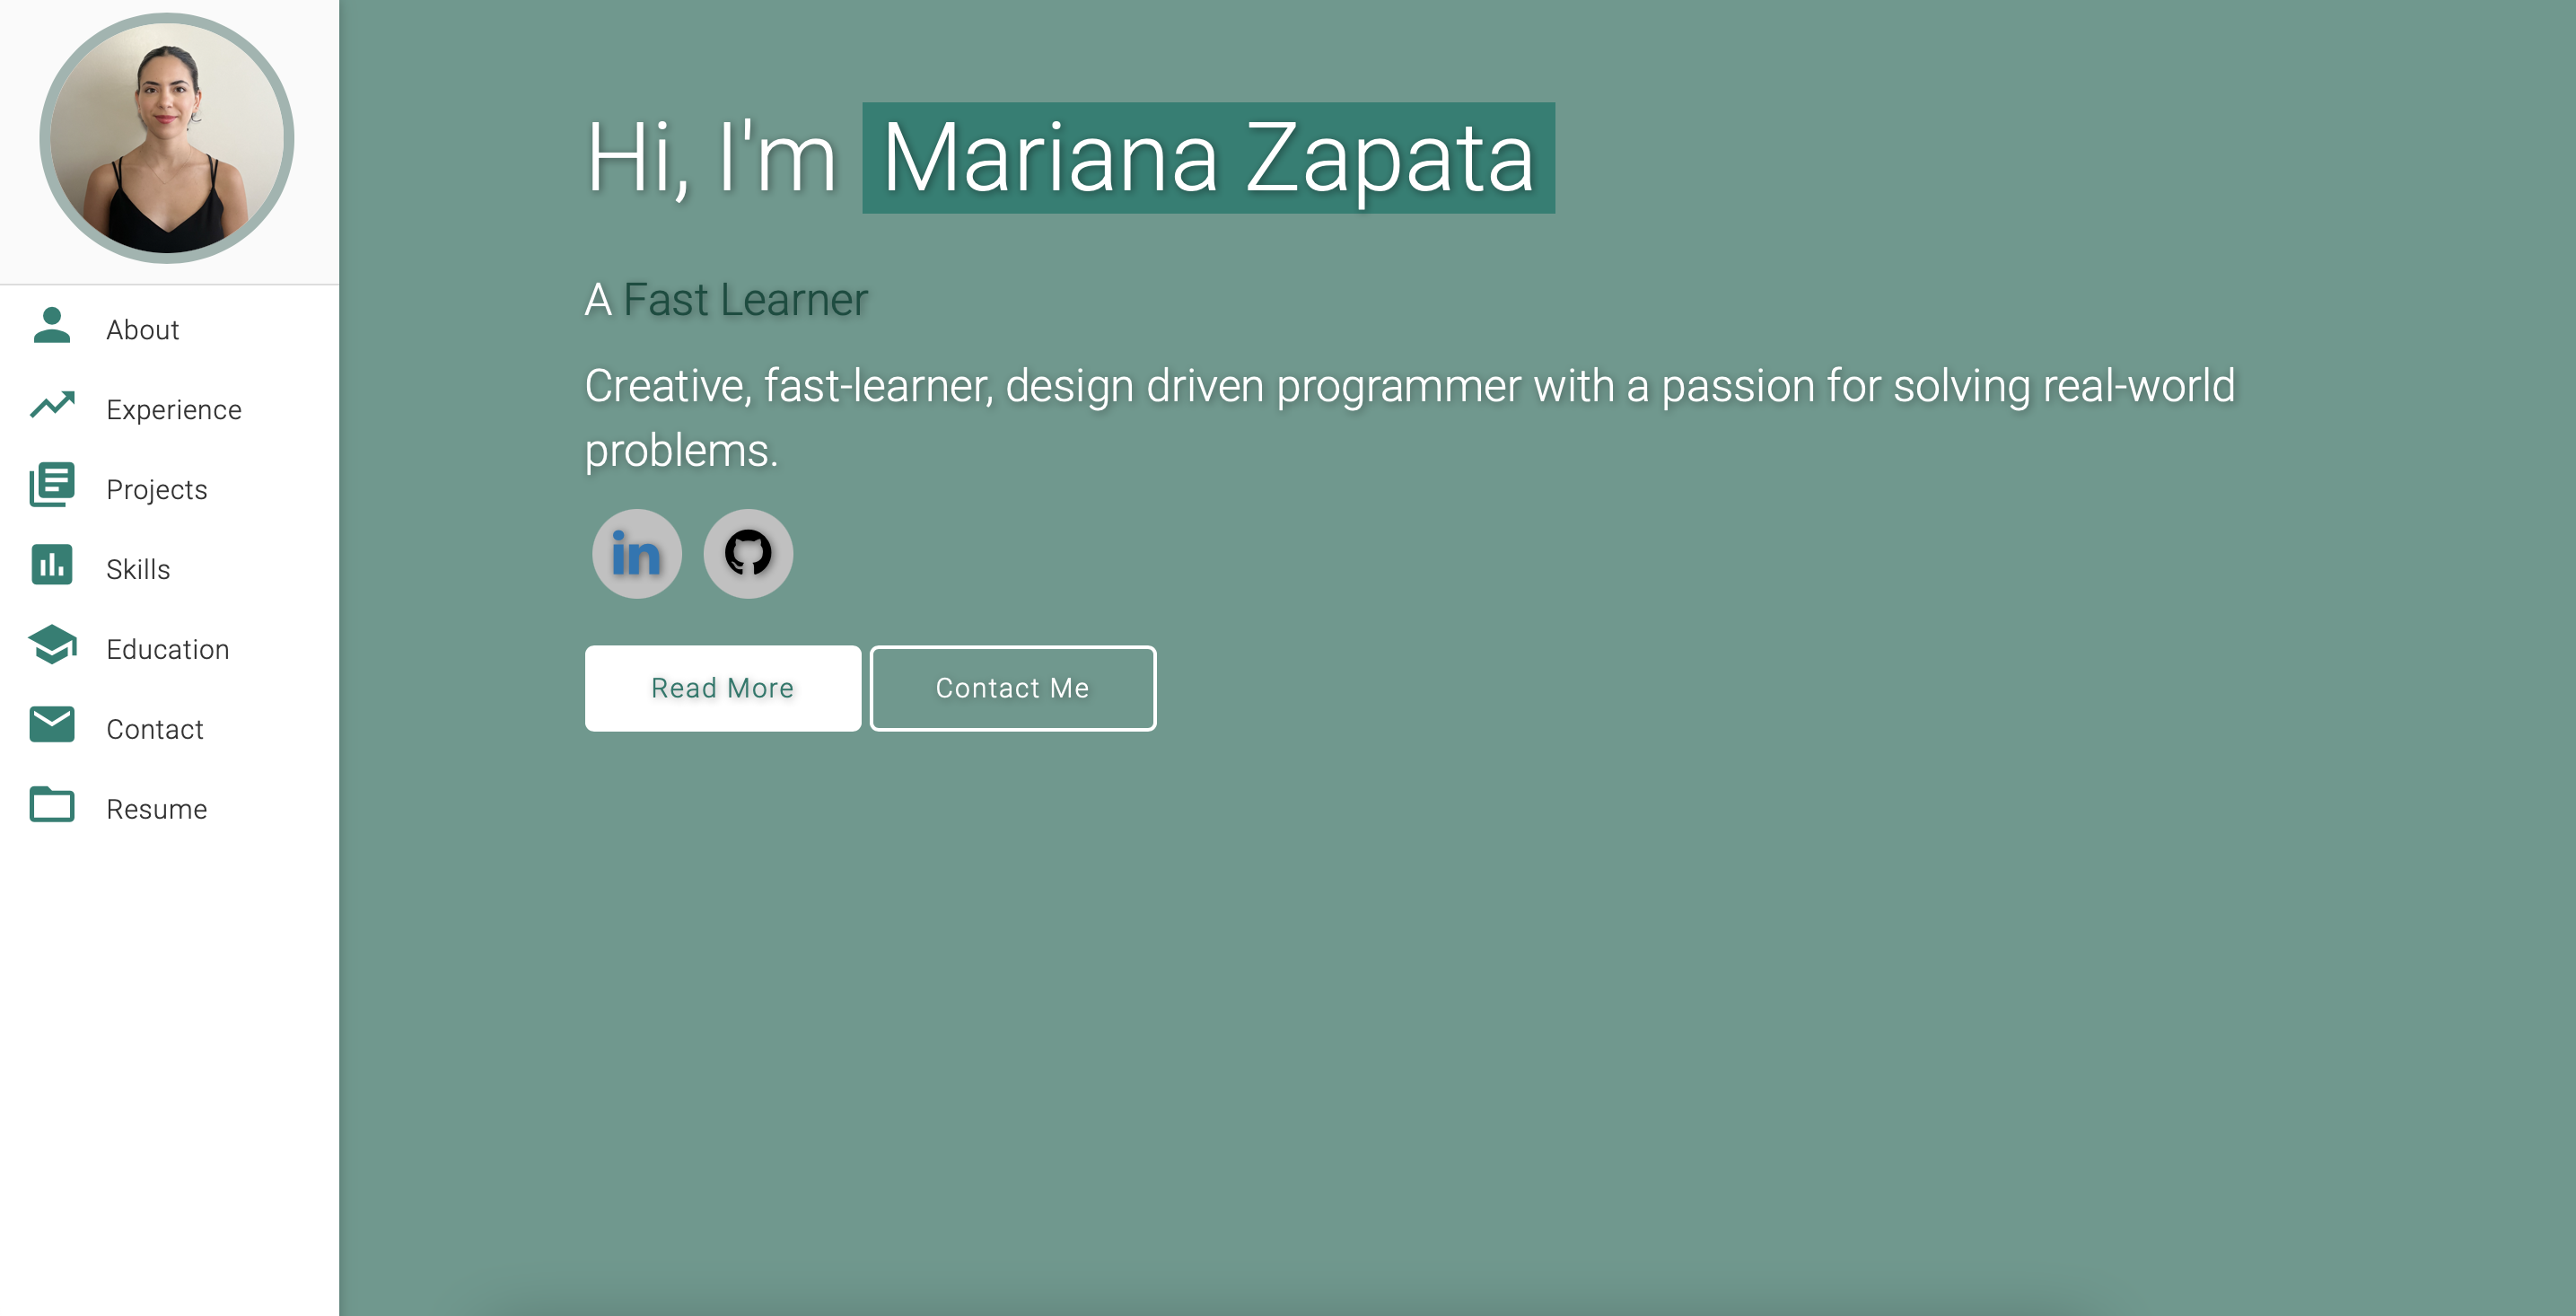 About
Experience
Projects
Skills
Education
Contact
Resume
Hi, I'm Mariana Zapata
A Fast Learner
Creative, fast-learner, design driven programmer with a passion for solving real-world
problems.
in
Read More Contact Me